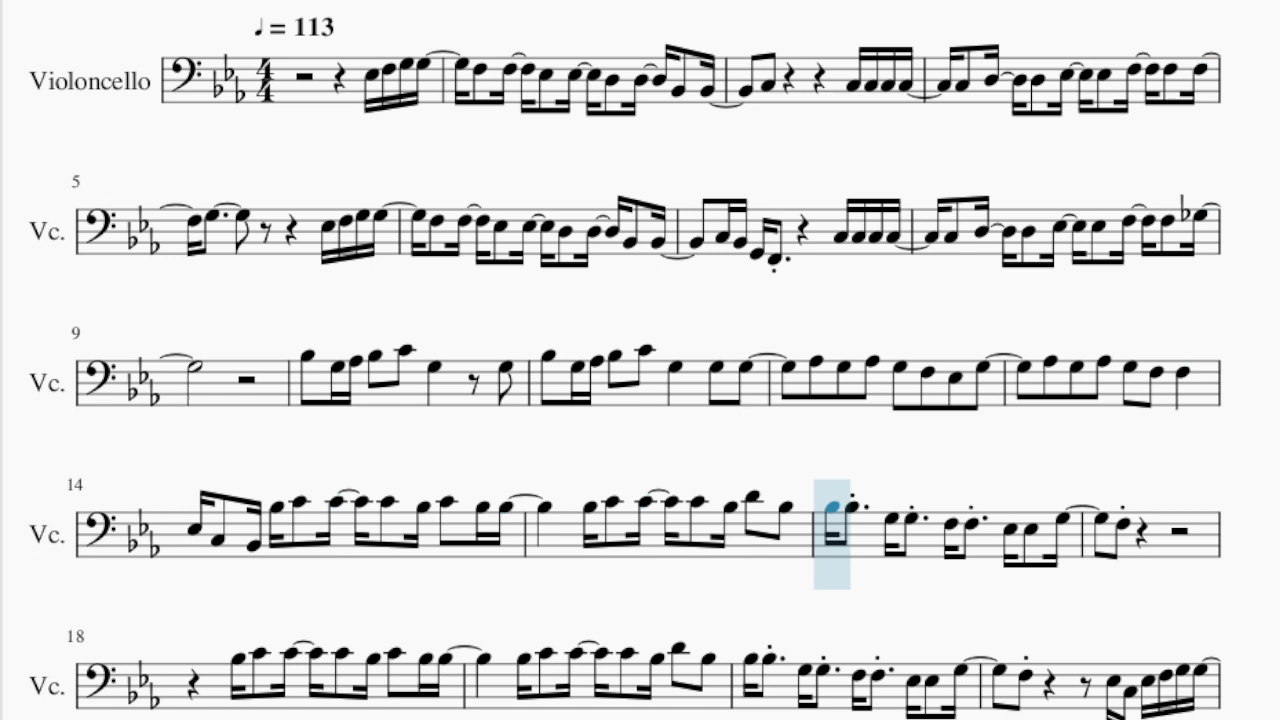 ♩ = 113
Violoncello
5
Vc.
9
Vc.
14
Vc.
18
Vc.